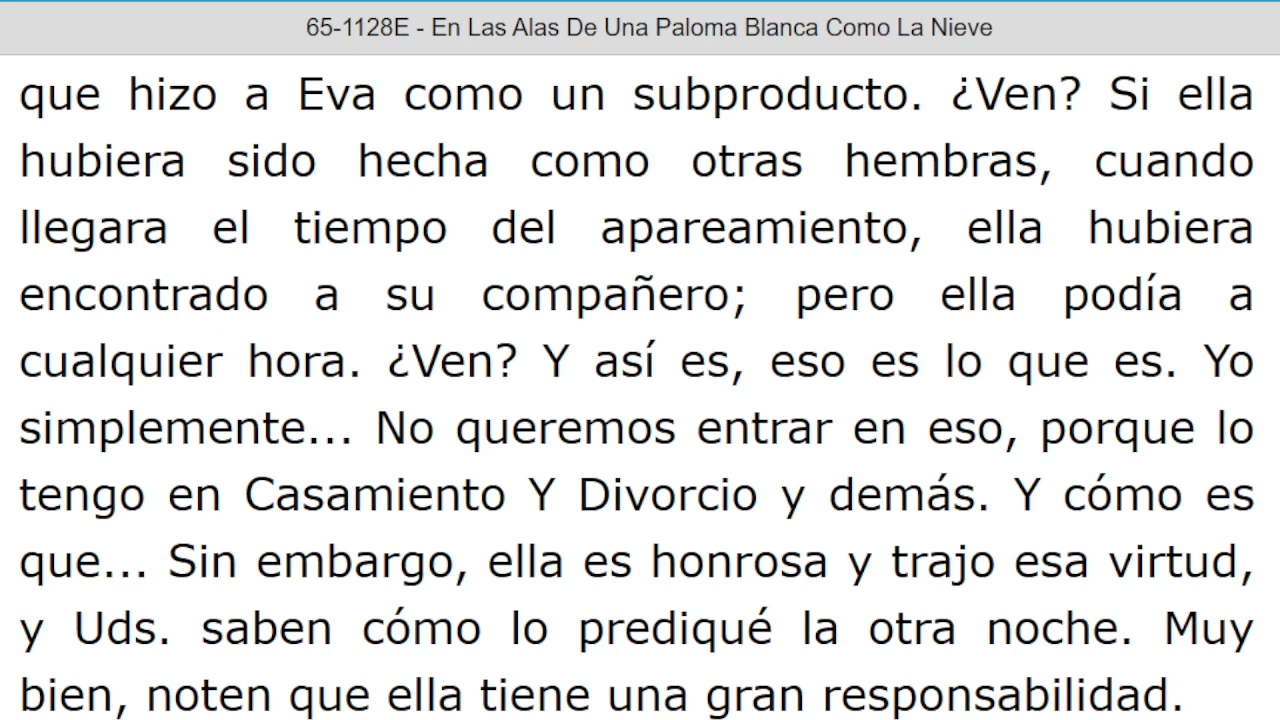 65-1128E - En Las Alas De Una Paloma Blanca Como La Nieve
que hizo a Eva como un subproducto. ¿Ven? Si ella
hubiera sido hecha como otras hembras, cuando
llegara el tiempo del apareamiento, ella hubiera
encontrado a su compañero; pero ella podía a
cualquier hora. ¿Ven? Y así es, eso es lo que es. Yo
simplemente... No queremos entrar en eso, porque lo
tengo en Casamiento Y Divorcio y demás. Y cómo es
que... Sin embargo, ella es honrosa y trajo esa virtud,
y Uds. saben cómo lo prediqué la otra noche. Muy
bien, noten que ella tiene una gran responsabilidad.